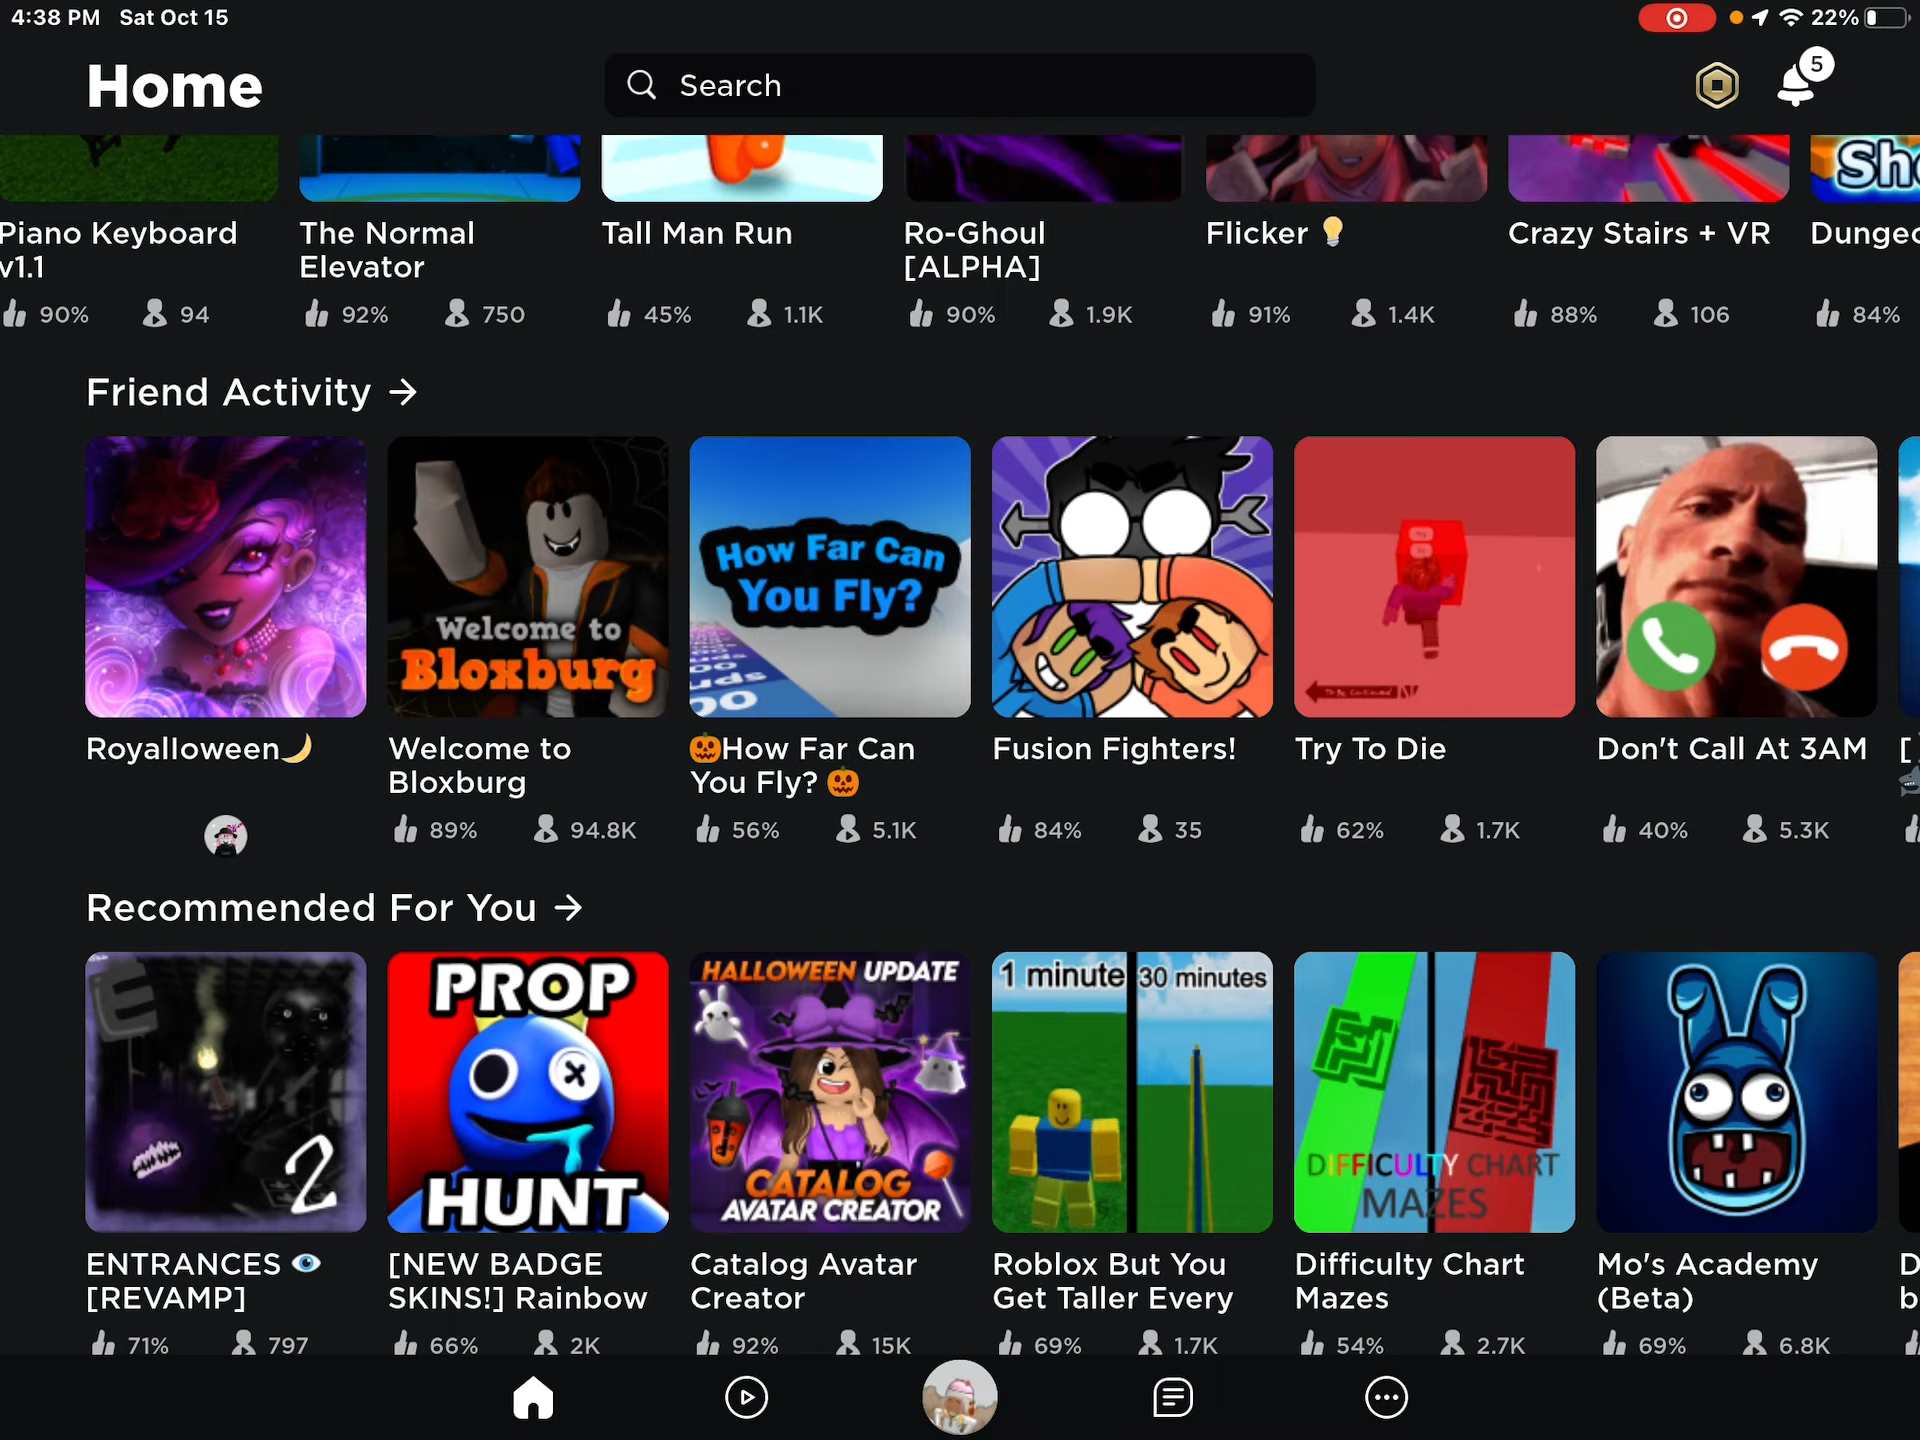 4:38 PM Sat Oct 15
22%
Home
Search
5
Sh
Piano Keyboard
v1.1
90% 94
The Normal
Elevator
92% 750
Tall Man Run
45% 1.1K
Ro-Ghoul
[ALPHA]
90% 1.9K
Flicker 💡
91% 1.4K
Crazy Stairs + VR
88% 106
Dunge
84%
Friend Activity →
Royalloween🌙
Welcome to
Bloxburg
Welcome to
Bloxburg
89% 94.8K
How Far Can
You Fly?
🎃How Far Can
You Fly? 🎃
56% 5.1K
Fusion Fighters!
84% 35
To Be Continued
Try To Die
62% 1.7K
Don't Call At 3AM
40% 5.3K
[
Recommended For You →
E
2
ENTRANCES 👁
[REVAMP]
71% 797
PROP
HUNT
[NEW BADGE
SKINS!] Rainbow
66% 2K
HALLOWEEN UPDATE
CATALOG
AVATAR CREATOR
Catalog Avatar
Creator
92% 15K
1 minute 30 minutes
Roblox But You
Get Taller Every
69% 1.7K
DIFFICULTY CHART
MAZES
Difficulty Chart
Mazes
54% 2.7K
Mo's Academy
(Beta)
69% 6.8K
D
b